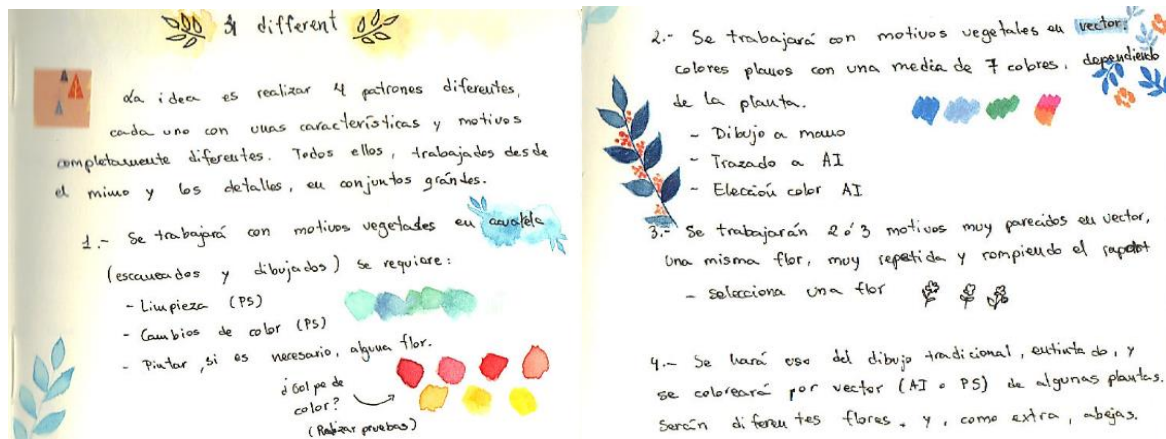 different
La idea es realizar 4 patrones diferentes,
cada uno con unas características y motivos
completamente diferentes. Todos ellos, trabajados desde
el mimo y los detalles, en conjuntos grandes.
1.- Se trabajará con motivos vegetales en acuarela
(escaneados y dibujados) Se requiere:
- Limpieza (PS)
- Cambios de color (PS)
- Pintar, si es necesario, alguna flor.
¿Golpe de
color?
(Realizar pruebas)
2.- Se trabajará con motivos vegetales en vector:
colores planos con una media de 7 colores, dependiendo
de la planta.
- Dibujo a mano
- Trazado a AI
- Elección color AI
3.- Se trabajarán 2 ó 3 motivos muy parecidos en vector,
una misma flor, muy repetida y rompiendo el rapport
- Selecciona una flor
4.- Se hará uso del dibujo tradicional, entintado, y
se coloreará por vector (AI o PS) de algunas plantas.
Serán diferentes flores, y, como extra, abejas.